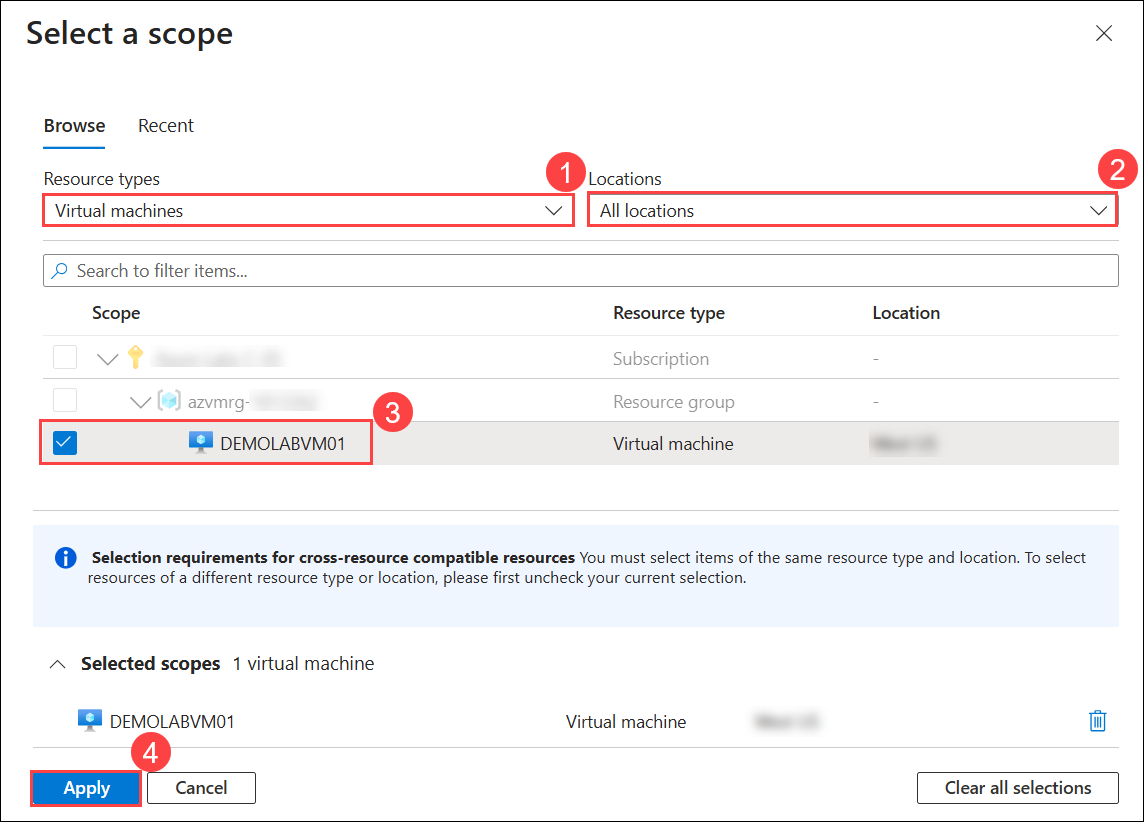 Select a scope
Browse Recent
1 2
Resource types Locations
Virtual machines All locations
Search to filter items...
Scope Resource type Location
Subscription -
azvmrg- Resource group -
3
DEMOLABVM01 Virtual machine
Selection requirements for cross-resource compatible resources You must select items of the same resource type and location. To select
resources of a different resource type or location, please first uncheck your current selection.
Selected scopes 1 virtual machine
DEMOLABVM01 Virtual machine
4
Apply Cancel Clear all selections